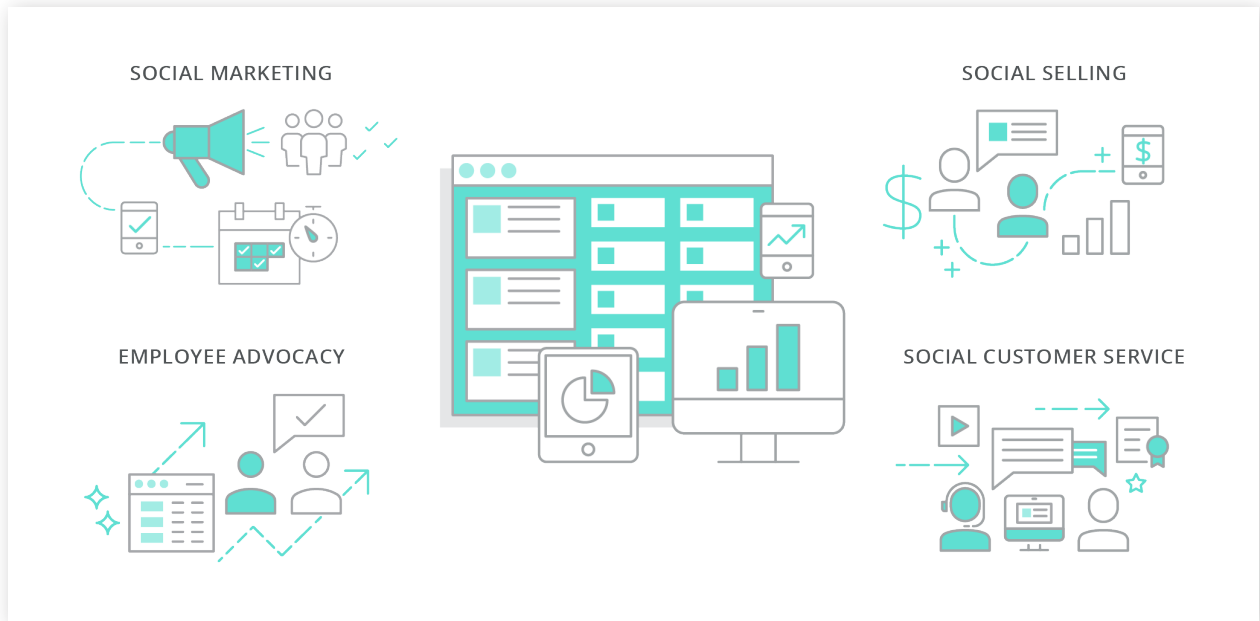 SOCIAL MARKETING
SOCIAL SELLING
$
$
EMPLOYEE ADVOCACY
SOCIAL CUSTOMER SERVICE